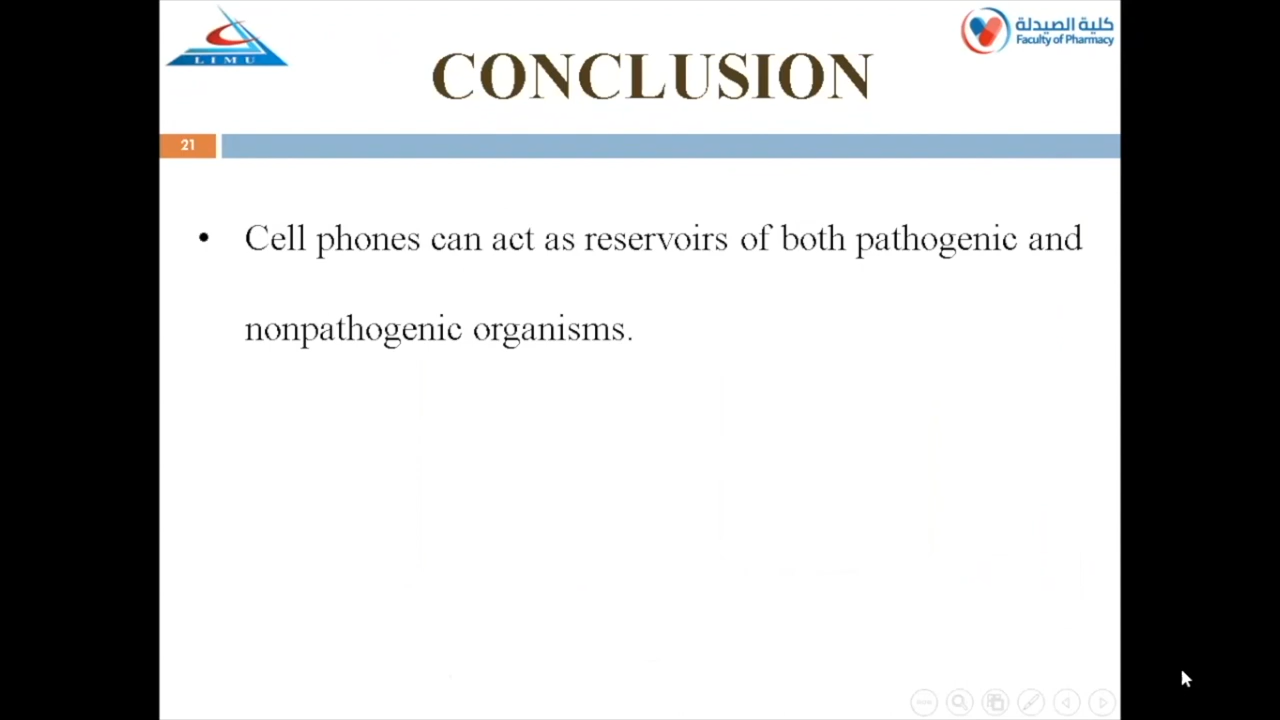 LIMU
كلية الصيدلة
Faculty of Pharmacy
CONCLUSION
21
• Cell phones can act as reservoirs of both pathogenic and
nonpathogenic organisms.